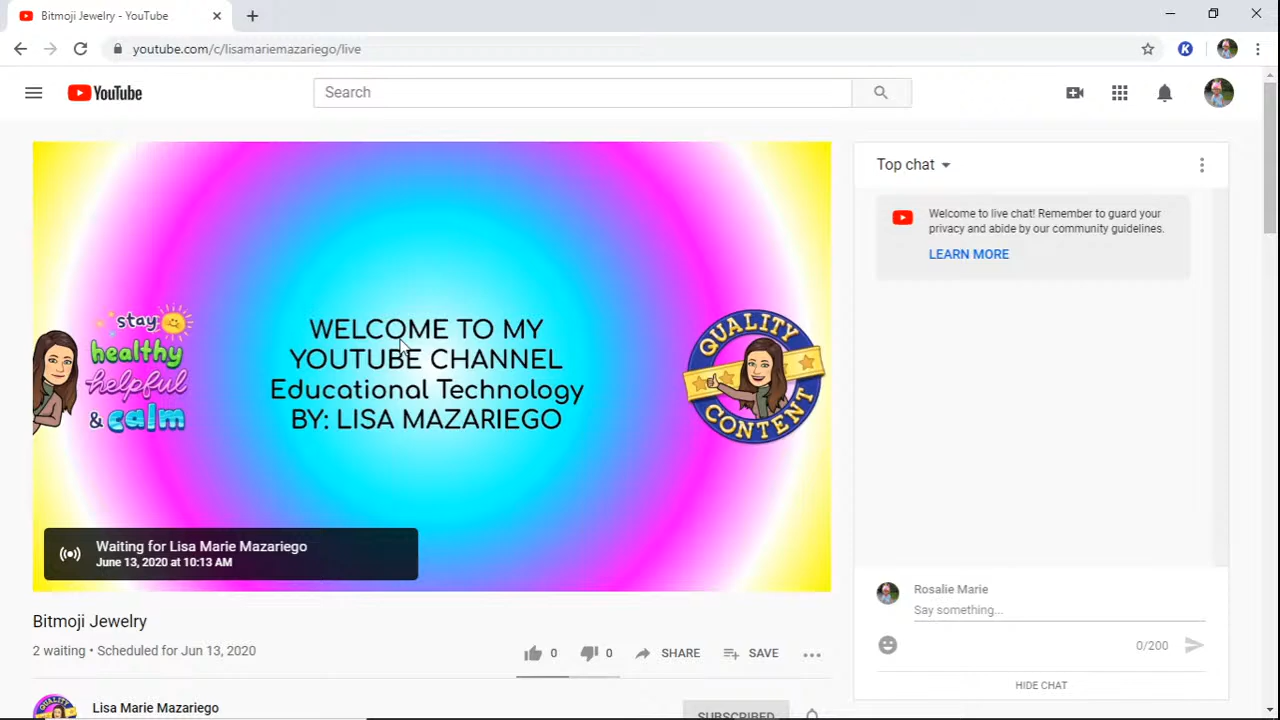 Bitmoji Jewelry - YouTube
youtube.com/c/lisamariemazariego/live
K
YouTube
Search
Top chat
Welcome to live chat! Remember to guard your
privacy and abide by our community guidelines.
LEARN MORE
WELCOME TO MY
YOUTUBE CHANNEL
Educational Technology
BY: LISA MAZARIEGO
stay
healthy
helpful
& calm
QUALITY
CONTENT
Waiting for Lisa Marie Mazariego
June 13, 2020 at 10:13 AM
Bitmoji Jewelry
2 waiting • Scheduled for Jun 13, 2020
0
0
SHARE
SAVE
Lisa Marie Mazariego
SUBSCRIBED
Rosalie Marie
Say something...
0/200
HIDE CHAT